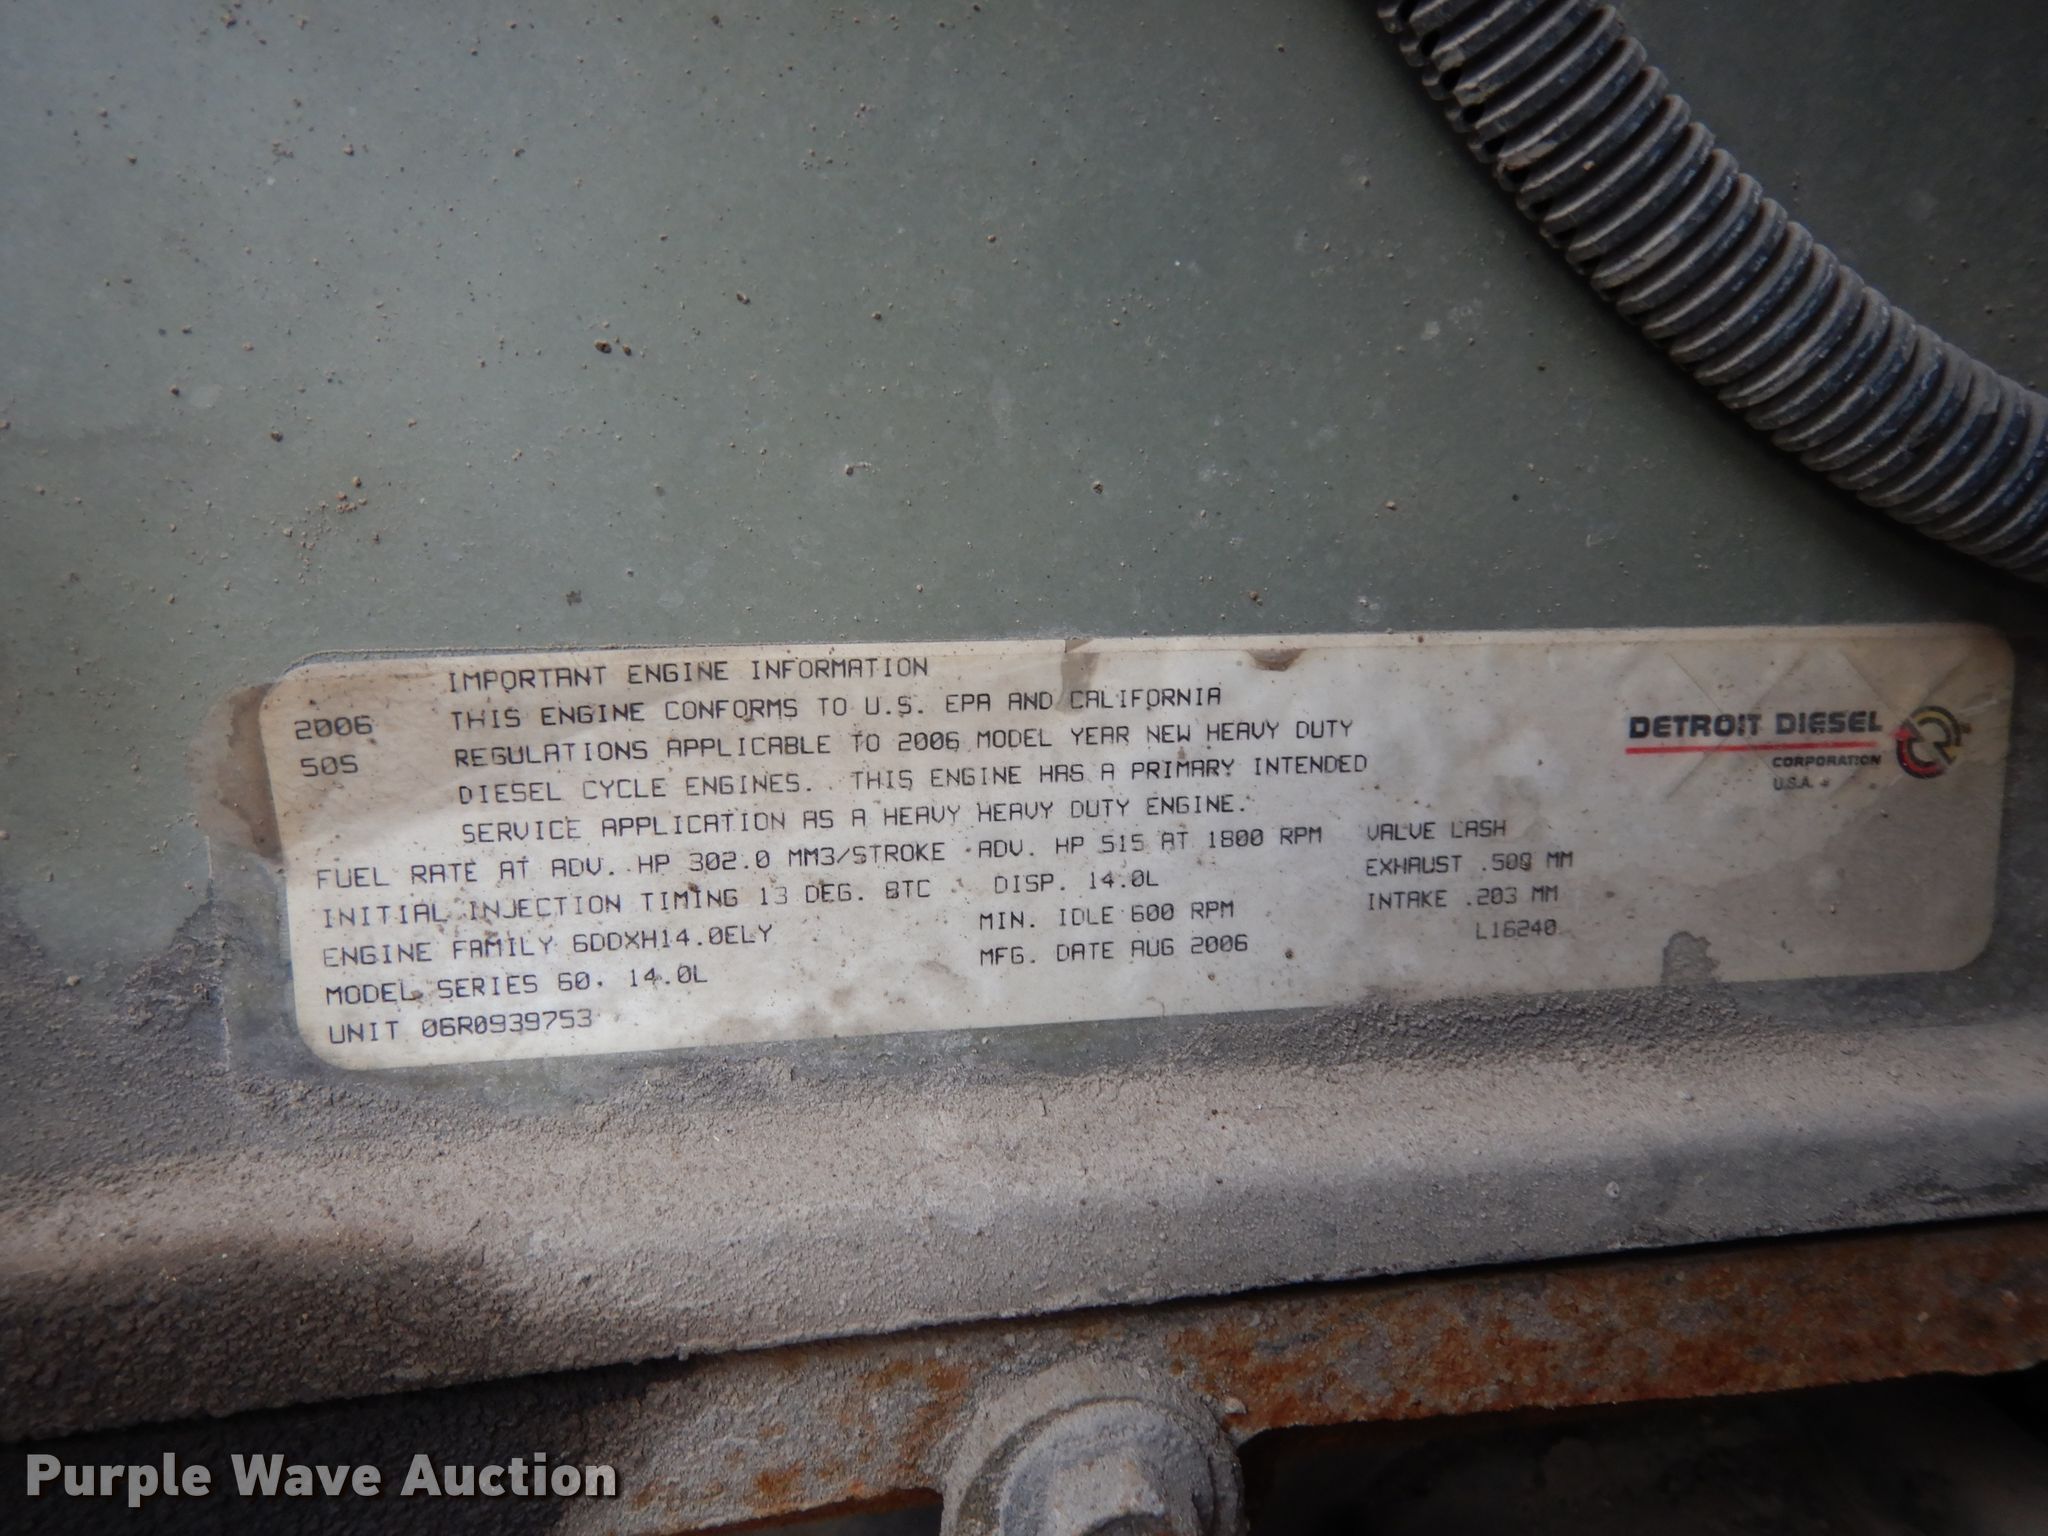 IMPORTANT ENGINE INFORMATION
2006 THIS ENGINE CONFORMS TO U.S. EPA AND CALIFORNIA
50S REGULATIONS APPLICABLE TO 2006 MODEL YEAR NEW HEAVY DUTY
DIESEL CYCLE ENGINES. THIS ENGINE HAS A PRIMARY INTENDED
SERVICE APPLICATION AS A HEAVY HEAVY DUTY ENGINE.
FUEL RATE AT ADV. HP 302.0 MM3/STROKE ADV. HP 515 AT 1800 RPM VALVE LASH
INITIAL INJECTION TIMING 13 DEG. BTC DISP. 14.0L EXHAUST .508 MM
ENGINE FAMILY 6DDXH14.0ELY MIN. IDLE 600 RPM INTAKE .203 MM
MODEL SERIES 60, 14.0L MFG. DATE AUG 2006 L16240
UNIT 06R0939753
DETROIT DIESEL
CORPORATION
U.S.A.
Purple Wave Auction